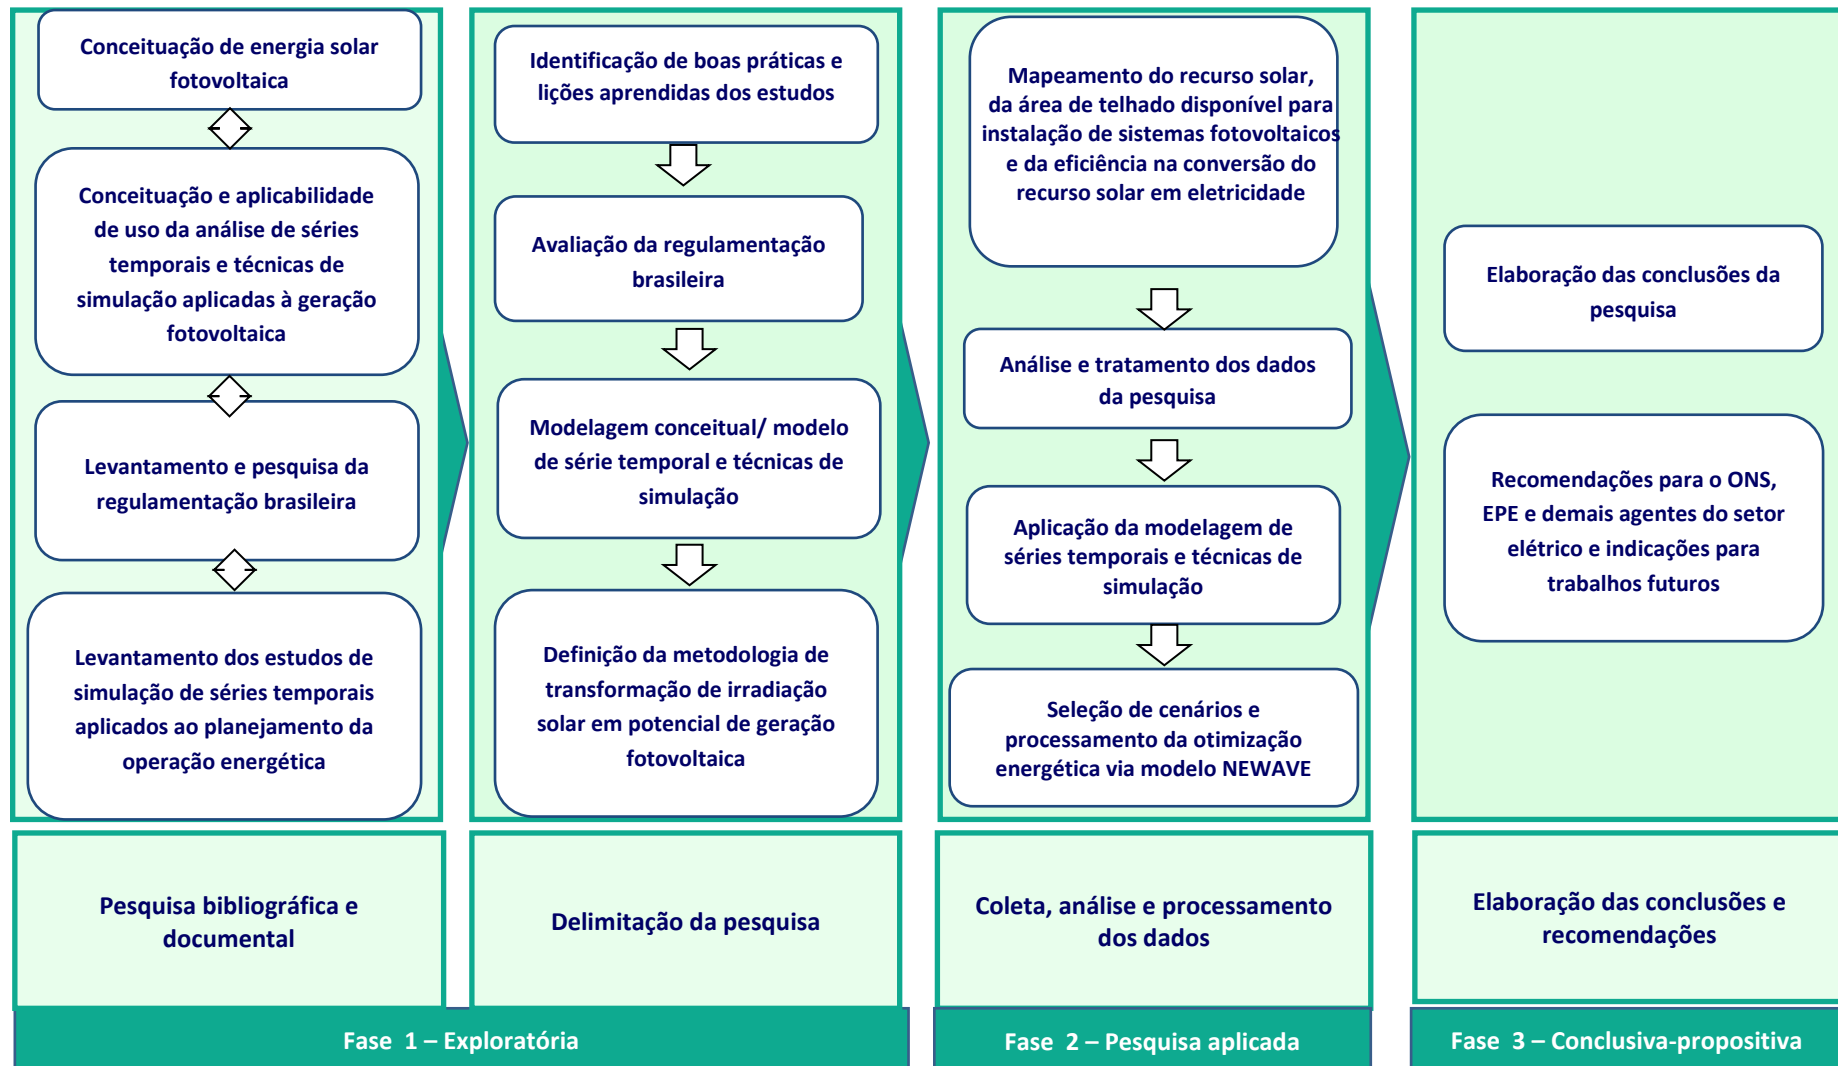 Conceituação de energia solar
fotovoltaica
Conceituação e aplicabilidade
de uso da análise de séries
temporais e técnicas de
simulação aplicadas à geração
fotovoltaica
Levantamento e pesquisa da
regulamentação brasileira
Levantamento dos estudos de
simulação de séries temporais
aplicados ao planejamento da
operação energética
Identificação de boas práticas e
lições aprendidas dos estudos
Avaliação da regulamentação
brasileira
Modelagem conceitual/ modelo
de série temporal e técnicas de
simulação
Definição da metodologia de
transformação de irradiação
solar em potencial de geração
fotovoltaica
Mapeamento do recurso solar,
da área de telhado disponível para
instalação de sistemas fotovoltaicos
e da eficiência na conversão do
recurso solar em eletricidade
Análise e tratamento dos dados
da pesquisa
Aplicação da modelagem de
séries temporais e técnicas de
simulação
Seleção de cenários e
processamento da otimização
energética via modelo NEWAVE
Elaboração das conclusões da
pesquisa
Recomendações para o ONS,
EPE e demais agentes do setor
elétrico e indicações para
trabalhos futuros
Pesquisa bibliográfica e
documental
Delimitação da pesquisa
Coleta, análise e processamento
dos dados
Elaboração das conclusões e
recomendações
Fase 1 – Exploratória
Fase 2 – Pesquisa aplicada
Fase 3 – Conclusiva-propositiva